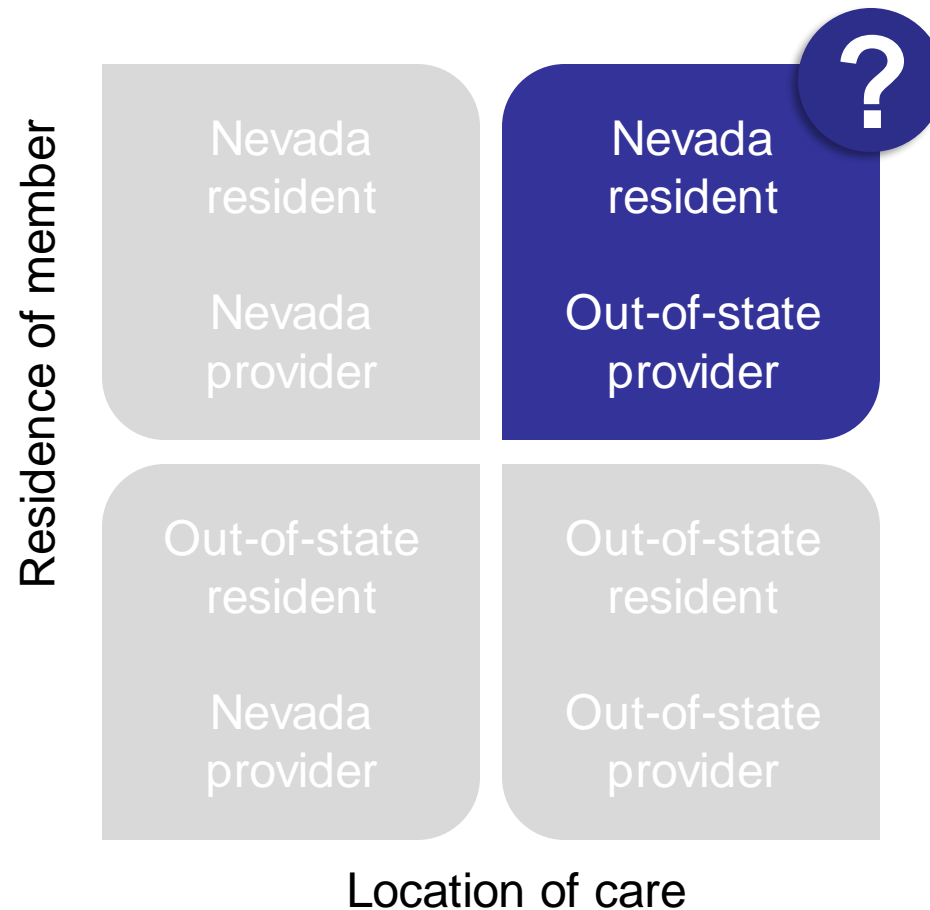 Residence of member
Nevada
resident
Nevada
provider
Nevada
resident
Out-of-state
provider
?
Out-of-state
resident
Nevada
provider
Out-of-state
resident
Out-of-state
provider
Location of care